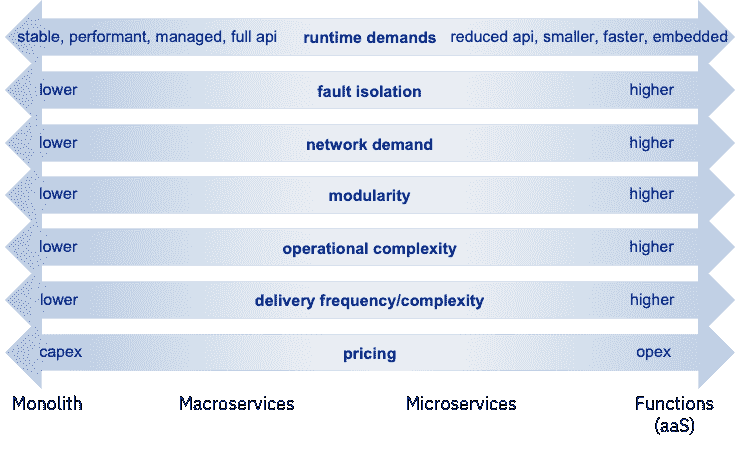 stable, performant, managed, full api runtime demands reduced api, smaller, faster, embedded
lower fault isolation higher
lower network demand higher
lower modularity higher
lower operational complexity higher
lower delivery frequency/complexity higher
capex pricing opex
Monolith Macroservices Microservices Functions
(aaS)